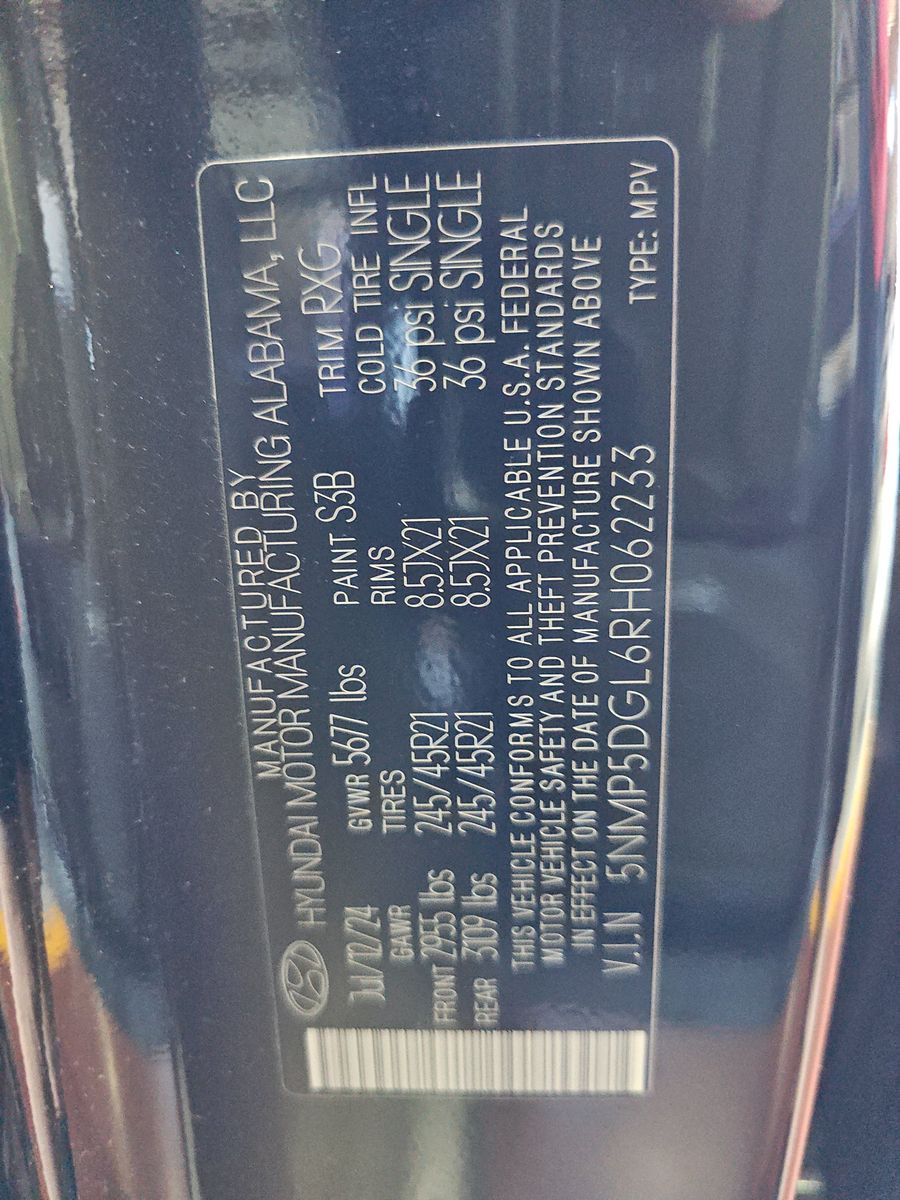 MANUFACTURED BY
HYUNDAI MOTOR MANUFACTURING ALABAMA, LLC
Jul/12/24 GVWR 5677 lbs PAINT S3B TRIM RXG
GAWR TIRES RIMS COLD TIRE INFL
FRONT 2955 lbs 245/45R21 8.5JX21 36 psi SINGLE
REAR 3109 lbs 245/45R21 8.5JX21 36 psi SINGLE
THIS VEHICLE CONFORMS TO ALL APPLICABLE U.S.A. FEDERAL
MOTOR VEHICLE SAFETY AND THEFT PREVENTION STANDARDS
IN EFFECT ON THE DATE OF MANUFACTURE SHOWN ABOVE
V.I.N 5NMP5DGL6RH062233 TYPE: MPV